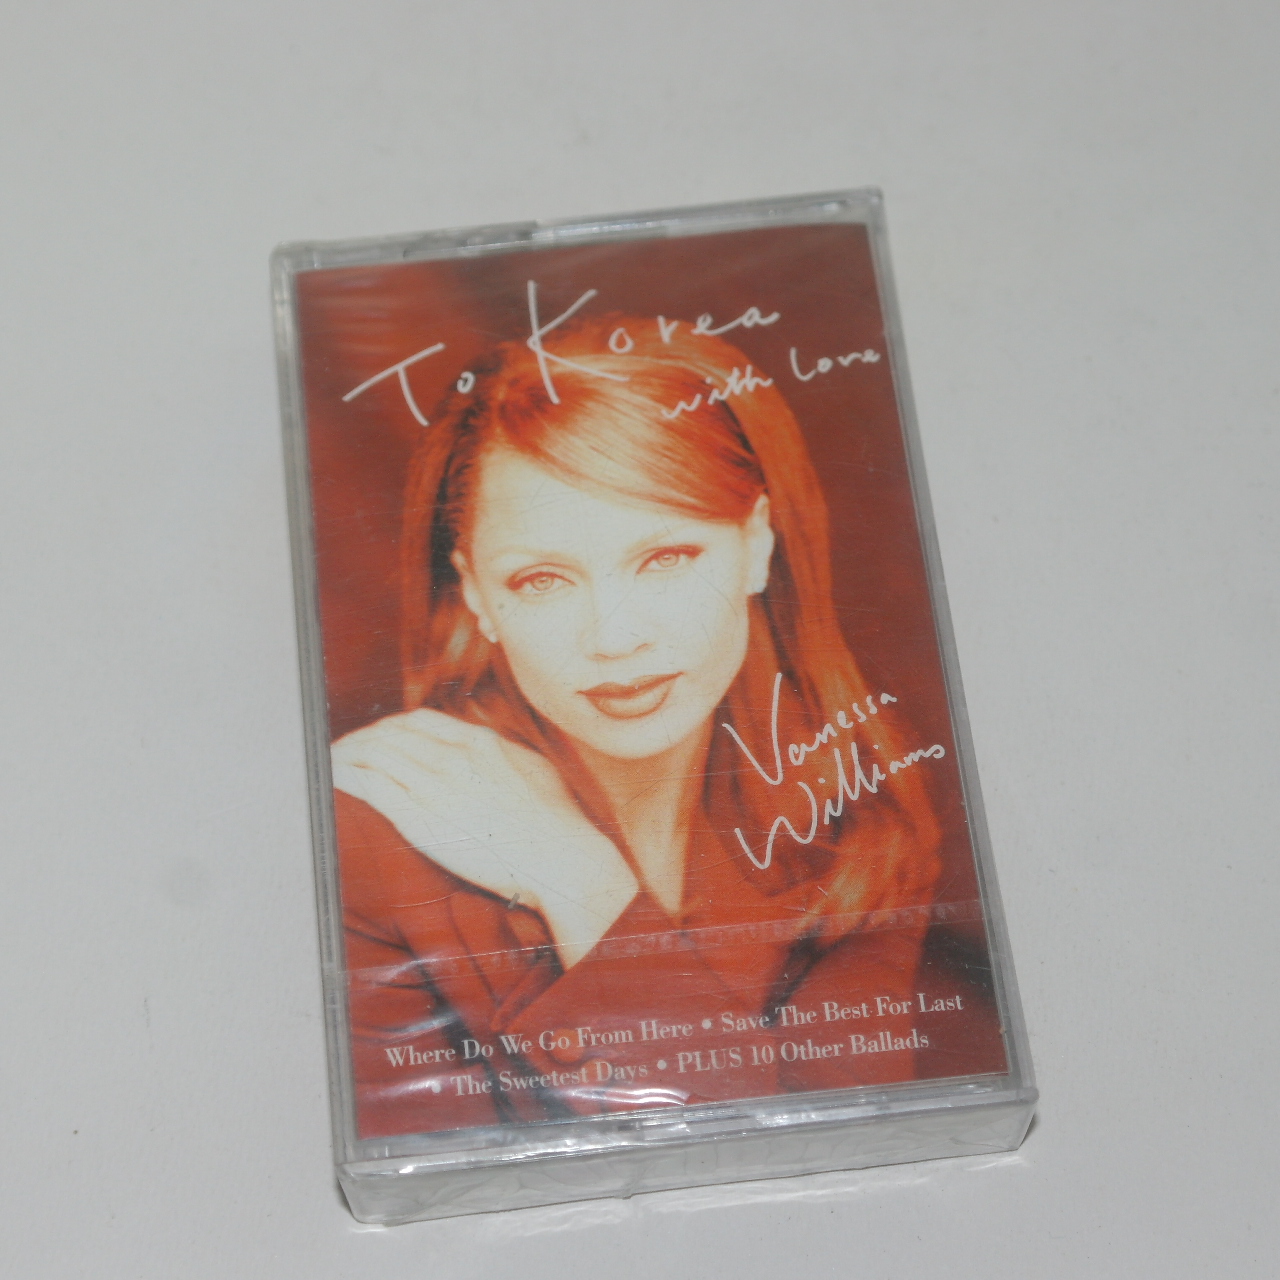 To Korea
with Love
Vanessa
Williams
Where Do We Go From Here • Save The Best For Last
• The Sweetest Days • PLUS 10 Other Ballads